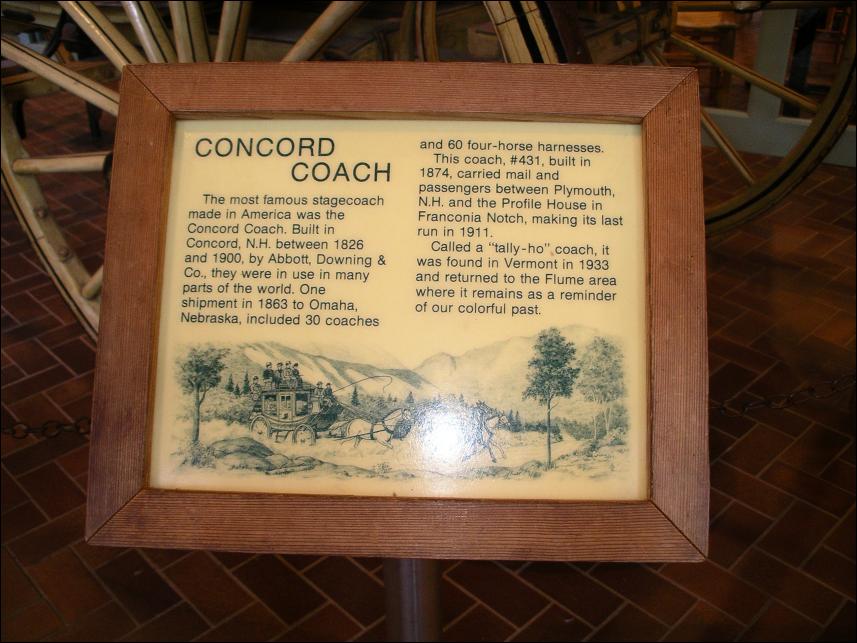 CONCORD
COACH
The most famous stagecoach
made in America was the
Concord Coach. Built in
Concord, N.H. between 1826
and 1900, by Abbott, Downing &
Co., they were in use in many
parts of the world. One
shipment in 1863 to Omaha,
Nebraska, included 30 coaches
and 60 four-horse harnesses.
This coach, #431, built in
1874, carried mail and
passengers between Plymouth,
N.H. and the Profile House in
Franconia Notch, making its last
run in 1911.
Called a "tally-ho" coach, it
was found in Vermont in 1933
and returned to the Flume area
where it remains as a reminder
of our colorful past.